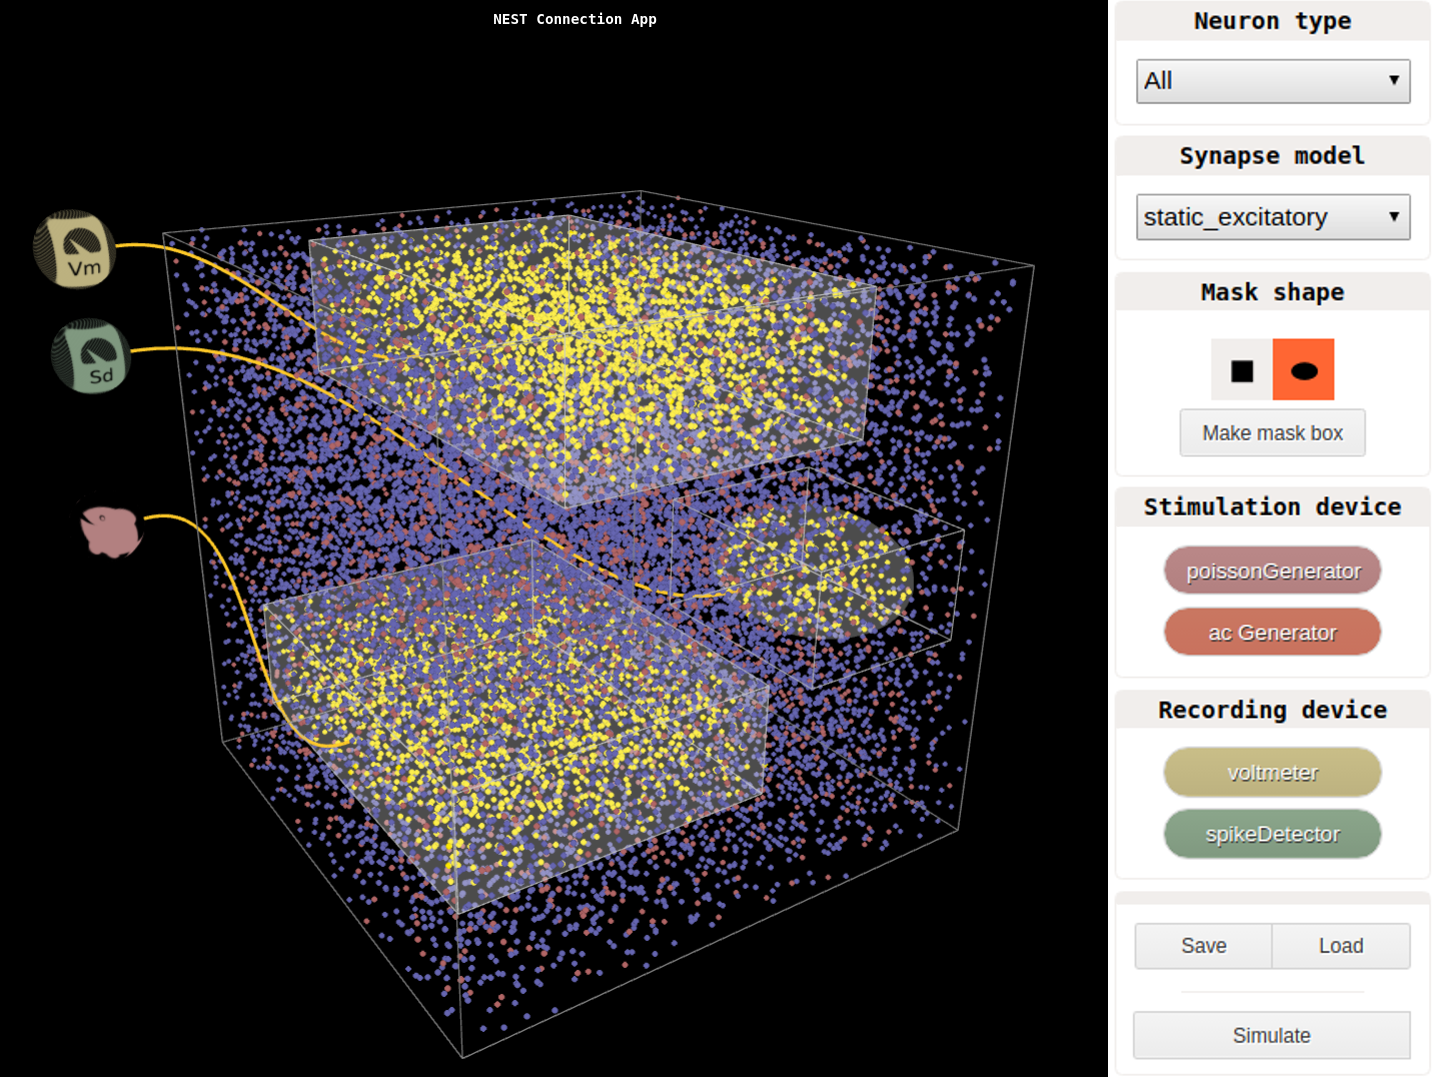 NEST Connection App
Vm
Sd
Neuron type
All
Synapse model
static_excitatory
Mask shape
Make mask box
Stimulation device
poissonGenerator
ac Generator
Recording device
voltmeter
spikeDetector
Save Load
Simulate